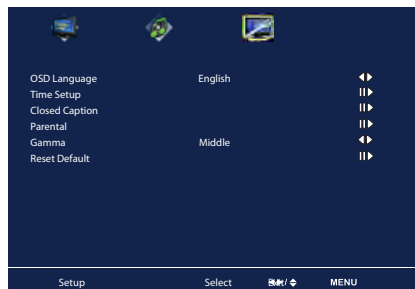 OSD Language English
Time Setup
Closed Caption
Parental
Gamma Middle
Reset Default
Setup Select MENU